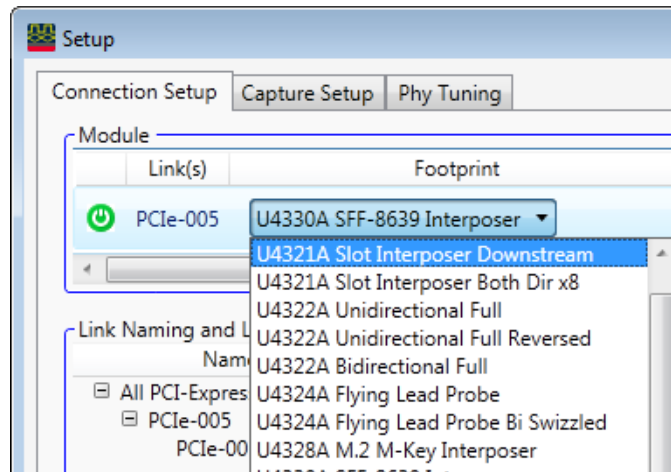 Setup
Connection Setup Capture Setup Phy Tuning
Module
Link(s) Footprint
PCIe-005 U4330A SFF-8639 Interposer
U4321A Slot Interposer Downstream
U4321A Slot Interposer Both Dir x8
U4322A Unidirectional Full
U4322A Unidirectional Full Reversed
U4322A Bidirectional Full
U4324A Flying Lead Probe
U4324A Flying Lead Probe Bi Swizzled
U4328A M.2 M-Key Interposer
Link Naming and L
Nam
All PCI-Expres
PCIe-005
PCIe-00